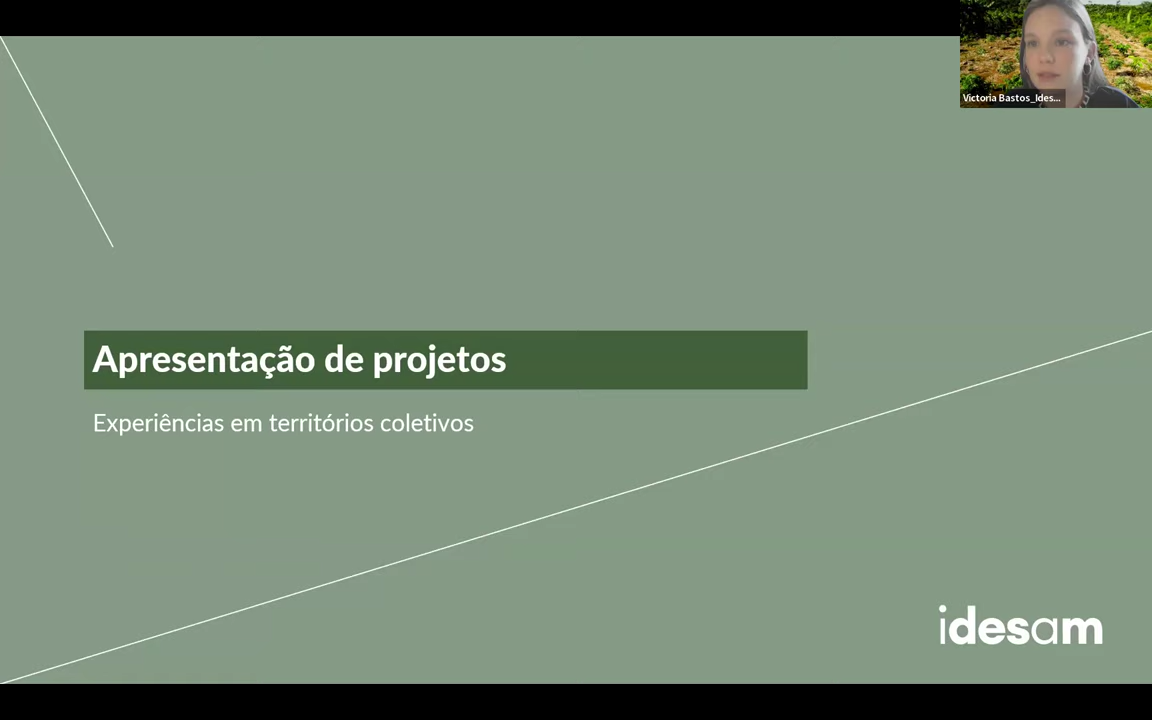 Victoria Bastos_Ides...
Apresentação de projetos
Experiências em territórios coletivos
idesam